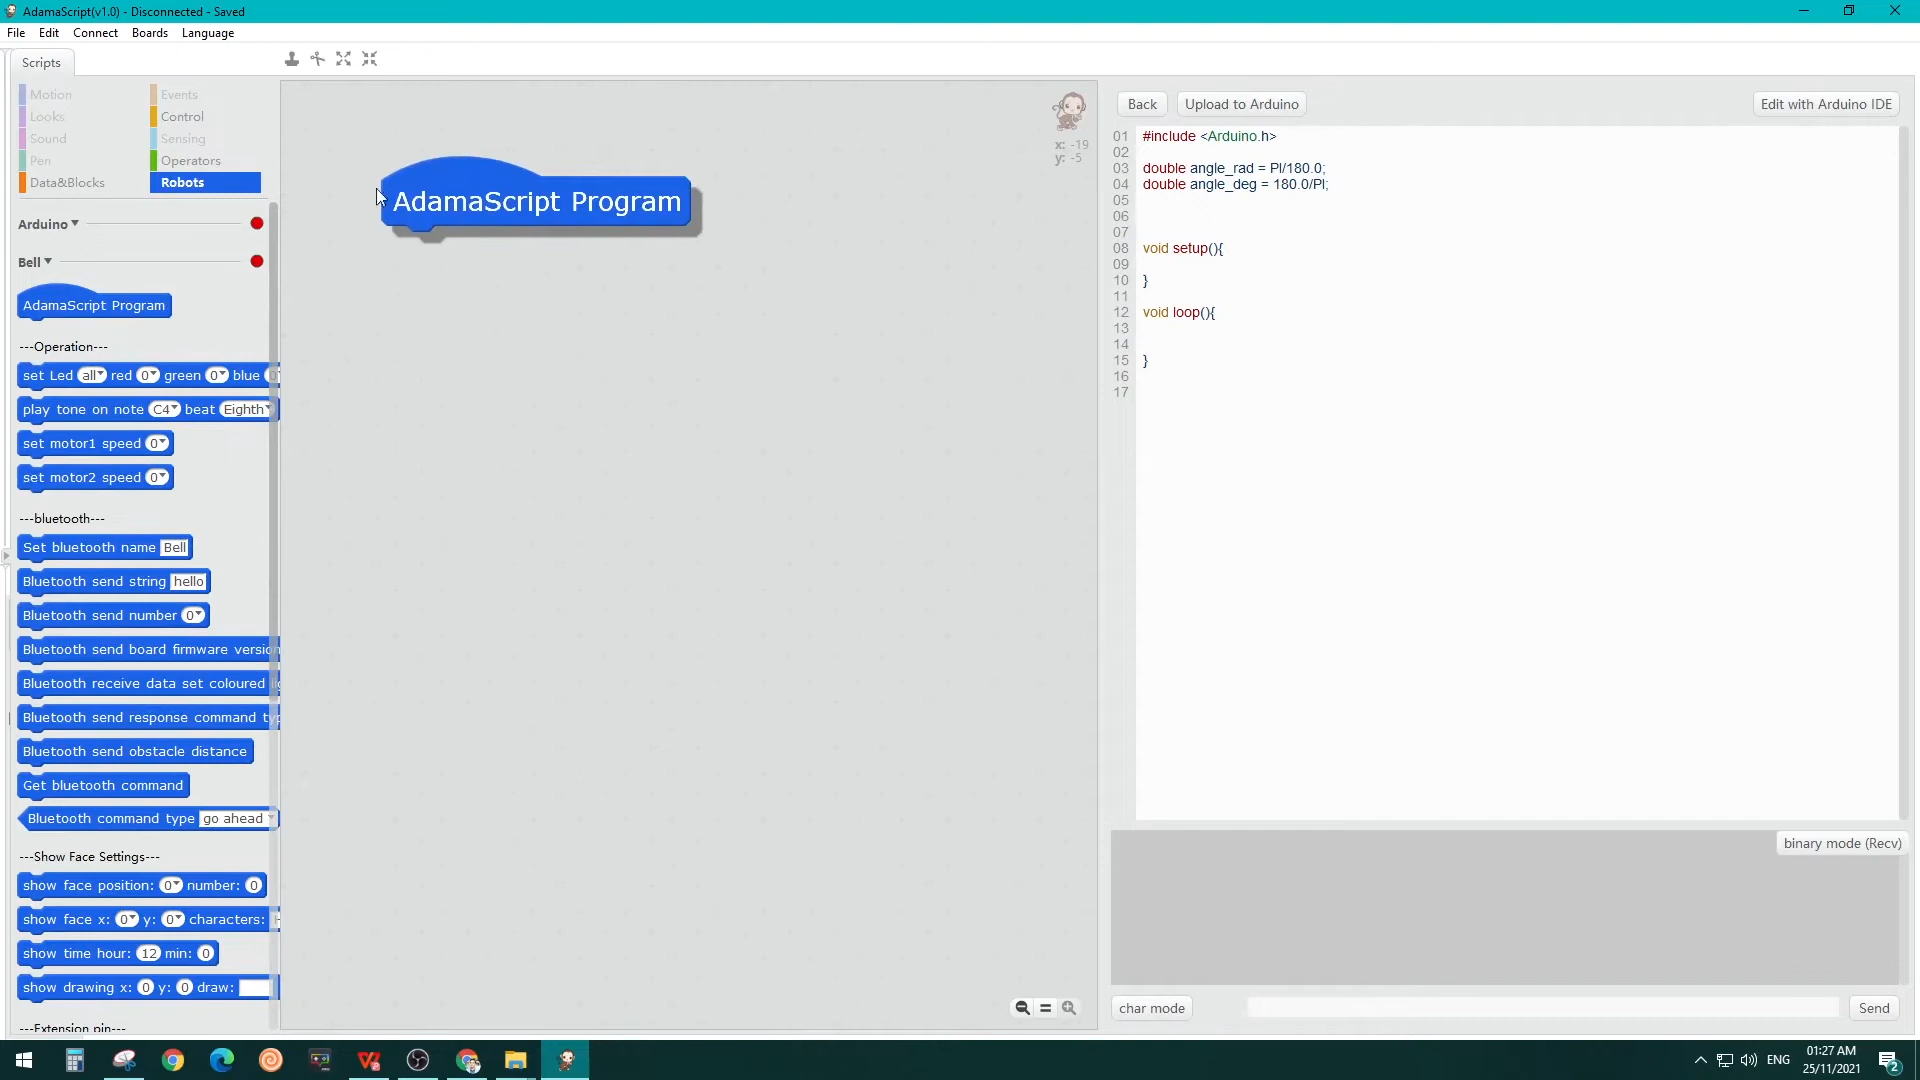 AdamaScript(v1.0) - Disconnected - Saved
File Edit Connect Boards Language
Scripts
Motion Events
Looks Control
Sound Sensing
Pen Operators
Data&Blocks Robots
Arduino
Bell
AdamaScript Program
---Operation---
set Led all red 0 green 0 blue 0
play tone on note C4 beat Eighth
set motor1 speed 0
set motor2 speed 0
---bluetooth---
Set bluetooth name Bell
Bluetooth send string hello
Bluetooth send number 0
Bluetooth send board firmware version
Bluetooth receive data set coloured
Bluetooth send response command
Bluetooth send obstacle distance
Get bluetooth command
Bluetooth command type go ahead
---Show Face Settings---
show face position: 0 number: 0
show face x: 0 y: 0 characters:
show time hour: 12 min: 0
show drawing x: 0 y: 0 draw:
---Extension pin---
AdamaScript Program
x: -19
y: -5
Back Upload to Arduino Edit with Arduino IDE
01 #include <Arduino.h>
02
03 double angle_rad = PI/180.0;
04 double angle_deg = 180.0/PI;
05
06
07
08 void setup(){
09
10 }
11
12 void loop(){
13
14
15 }
16
17
binary mode (Recv)
char mode Send
ENG
01:27 AM
25/11/2021
2